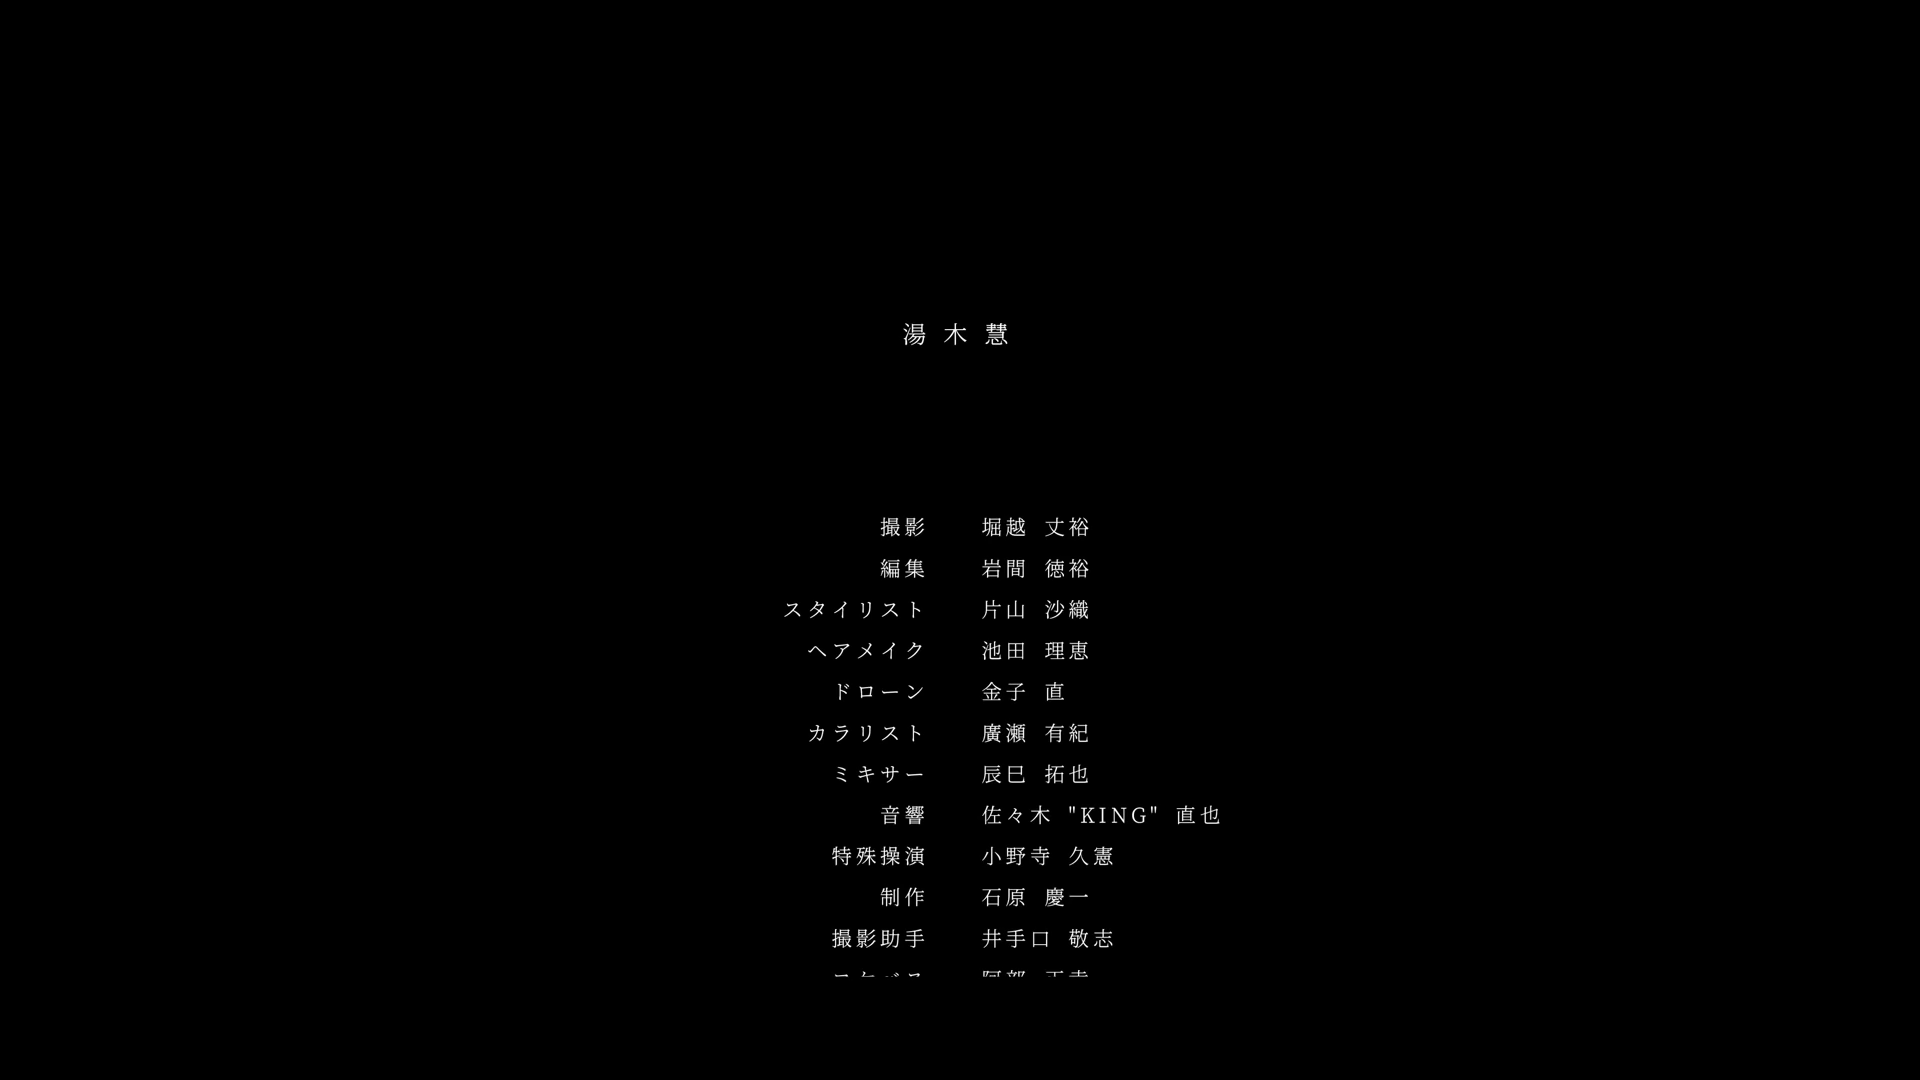 湯木慧
撮影 堀越 丈裕
編集 岩間 徳裕
スタイリスト 片山 沙織
ヘアメイク 池田 理恵
ドローン 金子 直
カラリスト 廣瀬 有紀
ミキサー 辰巳 拓也
音響 佐々木 "KING" 直也
特殊操演 小野寺 久憲
制作 石原 慶一
撮影助手 井手口 敬志